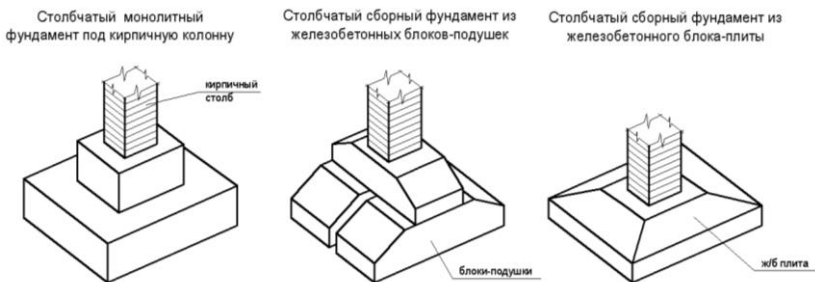 Столбчатый монолитный
фундамент под кирпичную колонну
Столбчатый сборный фундамент из
железобетонных блоков-подушек
Столбчатый сборный фундамент из
железобетонного блока-плиты
кирпичный
столб
блоки-подушки
ж/б плита